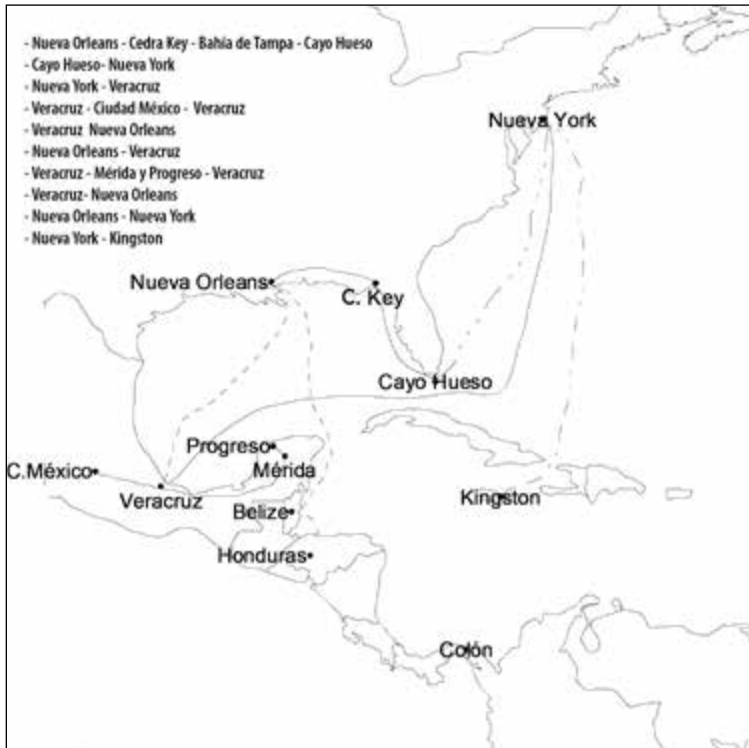 - Nueva Orleans - Cedra Key - Bahía de Tampa - Cayo Hueso
- Cayo Hueso- Nueva York
- Nueva York - Veracruz
- Veracruz - Ciudad México - Veracruz
- Veracruz Nueva Orleans
- Nueva Orleans - Veracruz
- Veracruz - Mérida y Progreso - Veracruz
- Veracruz- Nueva Orleans
- Nueva Orleans - Nueva York
- Nueva York - Kingston
Nueva York
Nueva Orleans
C. Key
Cayo Hueso
Progreso
C.México
Mérida
Veracruz
Kingston
Belize
Honduras
Colón